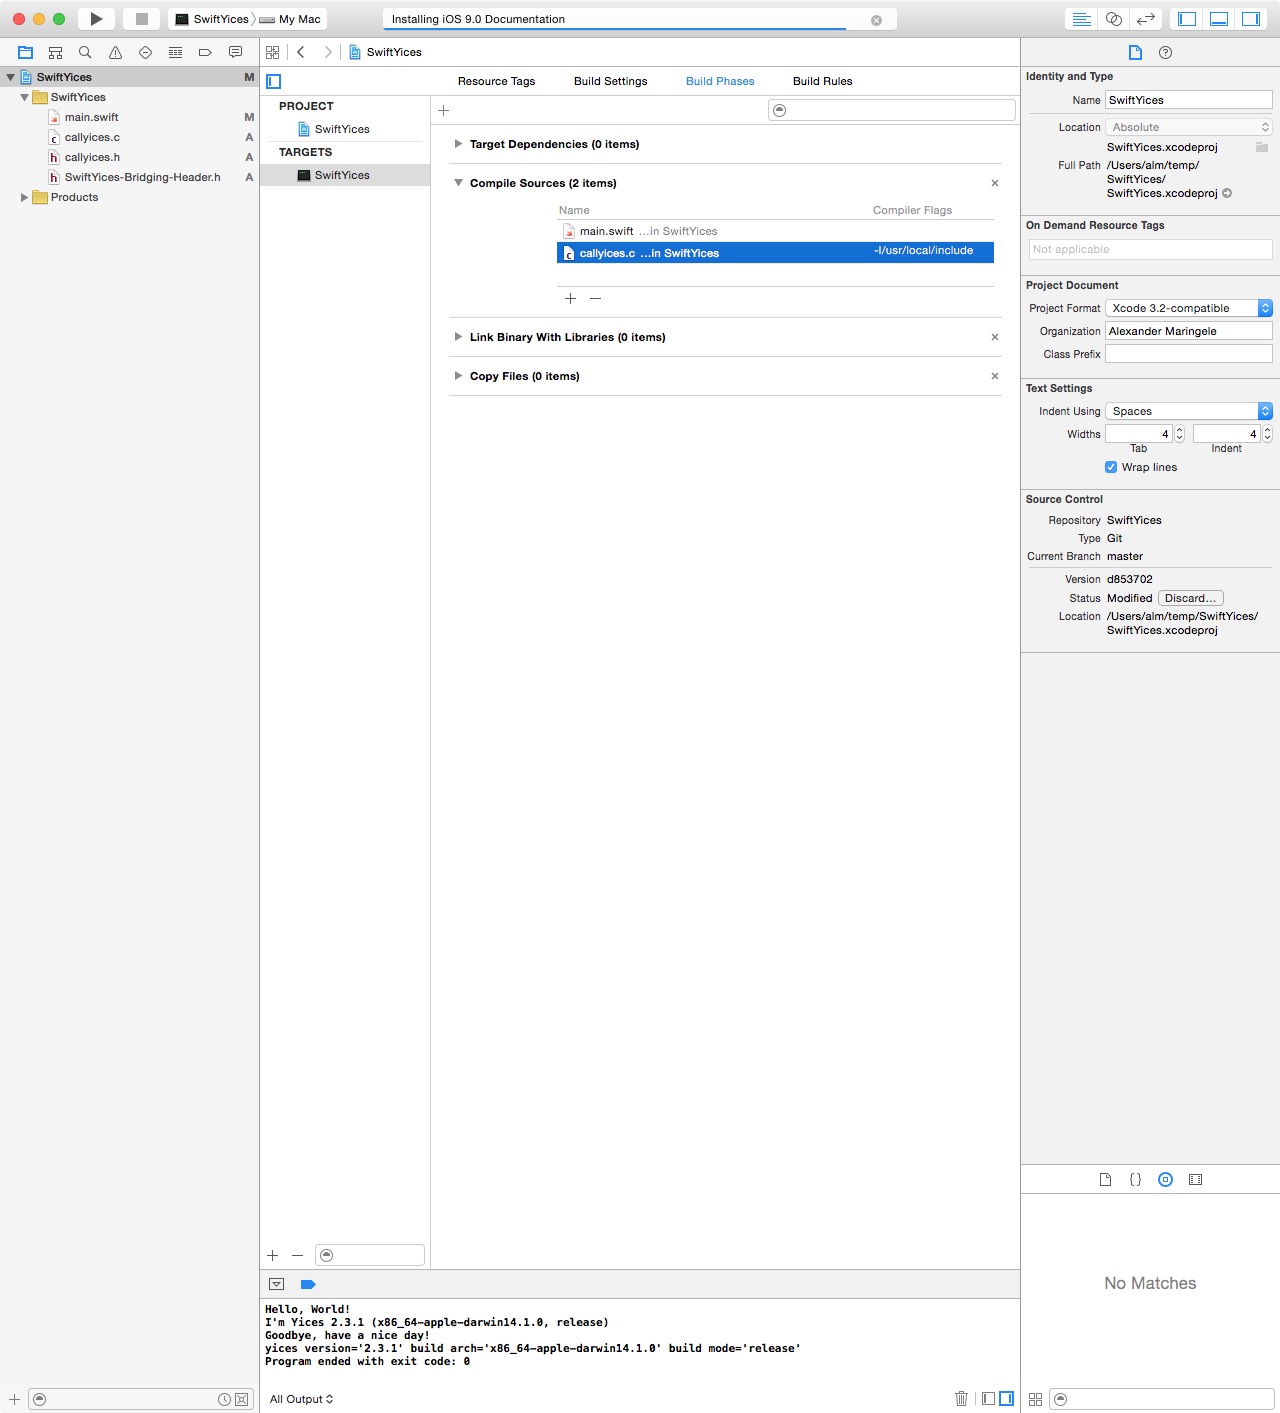 SwiftYices
My Mac
Installing iOS 9.0 Documentation
SwiftYices
M
SwiftYices
main.swift
M
callyices.c
A
callyices.h
A
SwiftYices-Bridging-Header.h
A
Products
SwiftYices
Resource Tags
Build Settings
Build Phases
Build Rules
PROJECT
SwiftYices
TARGETS
SwiftYices
Target Dependencies (0 items)
Compile Sources (2 items)
Name
Compiler Flags
main.swift ...in SwiftYices
callyices.c ...in SwiftYices
-I/usr/local/include
Link Binary With Libraries (0 items)
Copy Files (0 items)
Identity and Type
Name SwiftYices
Location Absolute
SwiftYices.xcodeproj
Full Path /Users/alm/temp/
SwiftYices/
SwiftYices.xcodeproj
On Demand Resource Tags
Not applicable
Project Document
Project Format Xcode 3.2-compatible
Organization Alexander Maringele
Class Prefix
Text Settings
Indent Using Spaces
Widths 4 4
Tab Indent
Wrap lines
Source Control
Repository SwiftYices
Type Git
Current Branch master
Version d853702
Status Modified Discard...
Location /Users/alm/temp/SwiftYices/
SwiftYices.xcodeproj
No Matches
Hello, World!
I'm Yices 2.3.1 (x86_64-apple-darwin14.1.0, release)
Goodbye, have a nice day!
yices version='2.3.1' build arch='x86_64-apple-darwin14.1.0' build mode='release'
Program ended with exit code: 0
All Output